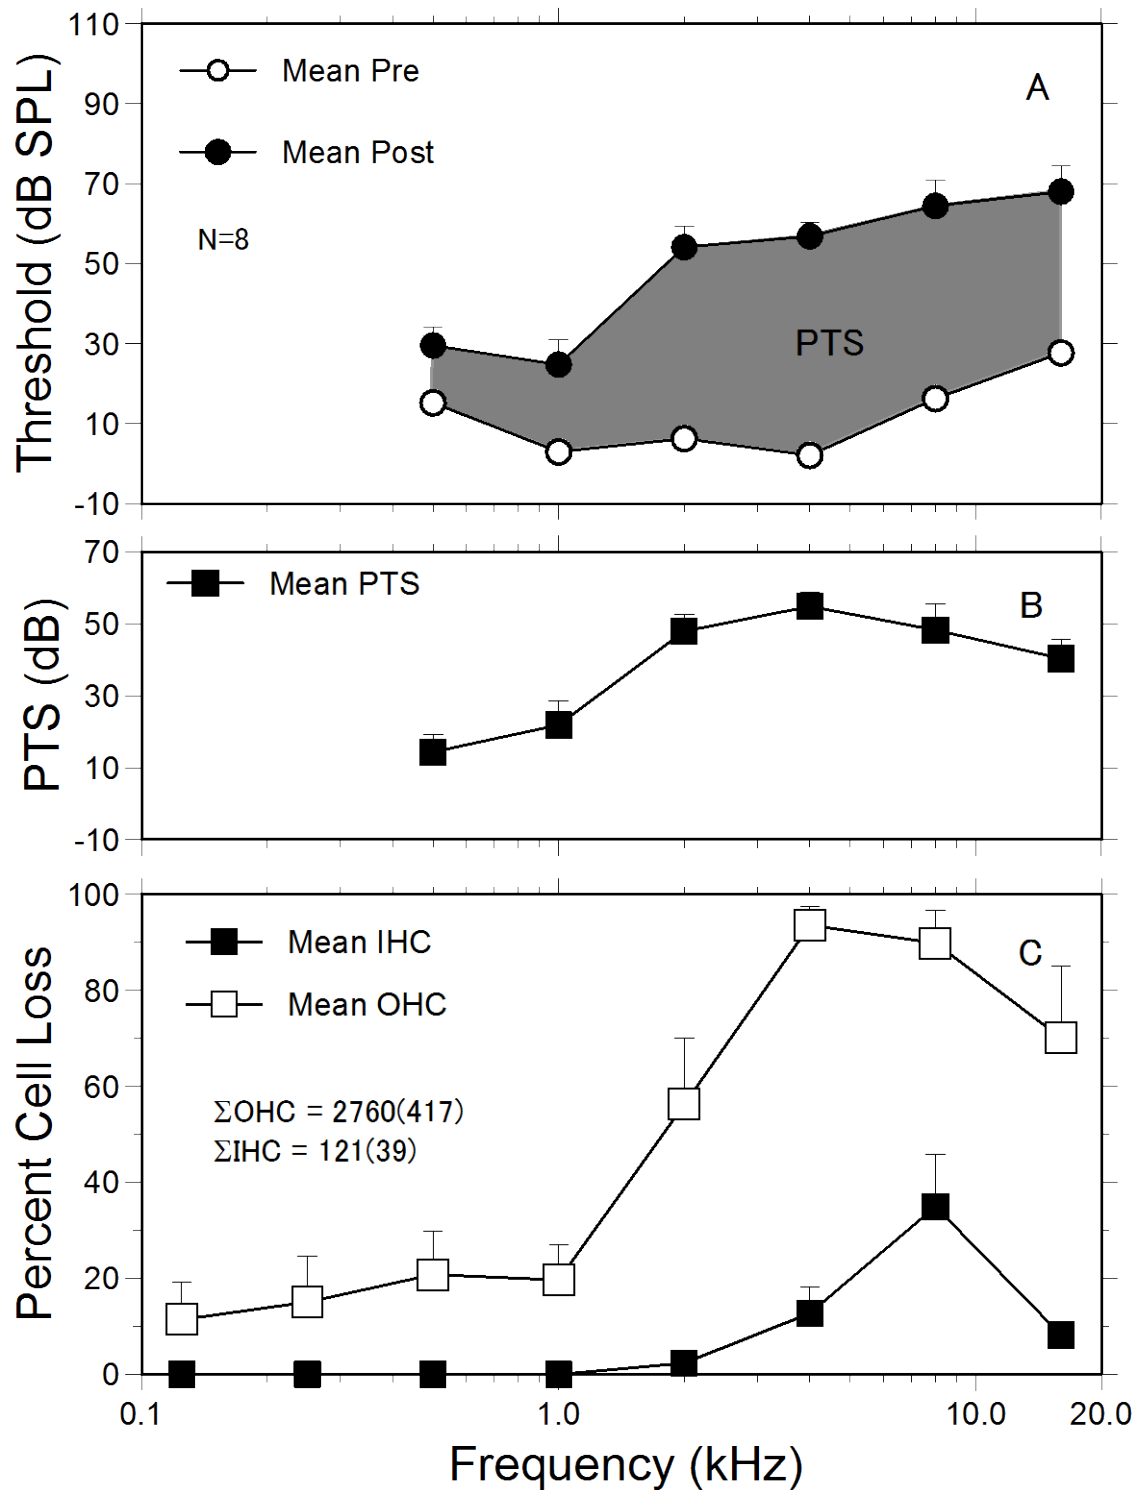 110
90
70
50
30
10
-10
Threshold (dB SPL)
Mean Pre
Mean Post
N=8
A
PTS
70
50
30
10
-10
PTS (dB)
Mean PTS
B
100
80
60
40
20
0
Percent Cell Loss
Mean IHC
Mean OHC
C
ΣOHC = 2760(417)
ΣIHC = 121(39)
0.1 1.0 10.0 20.0
Frequency (kHz)